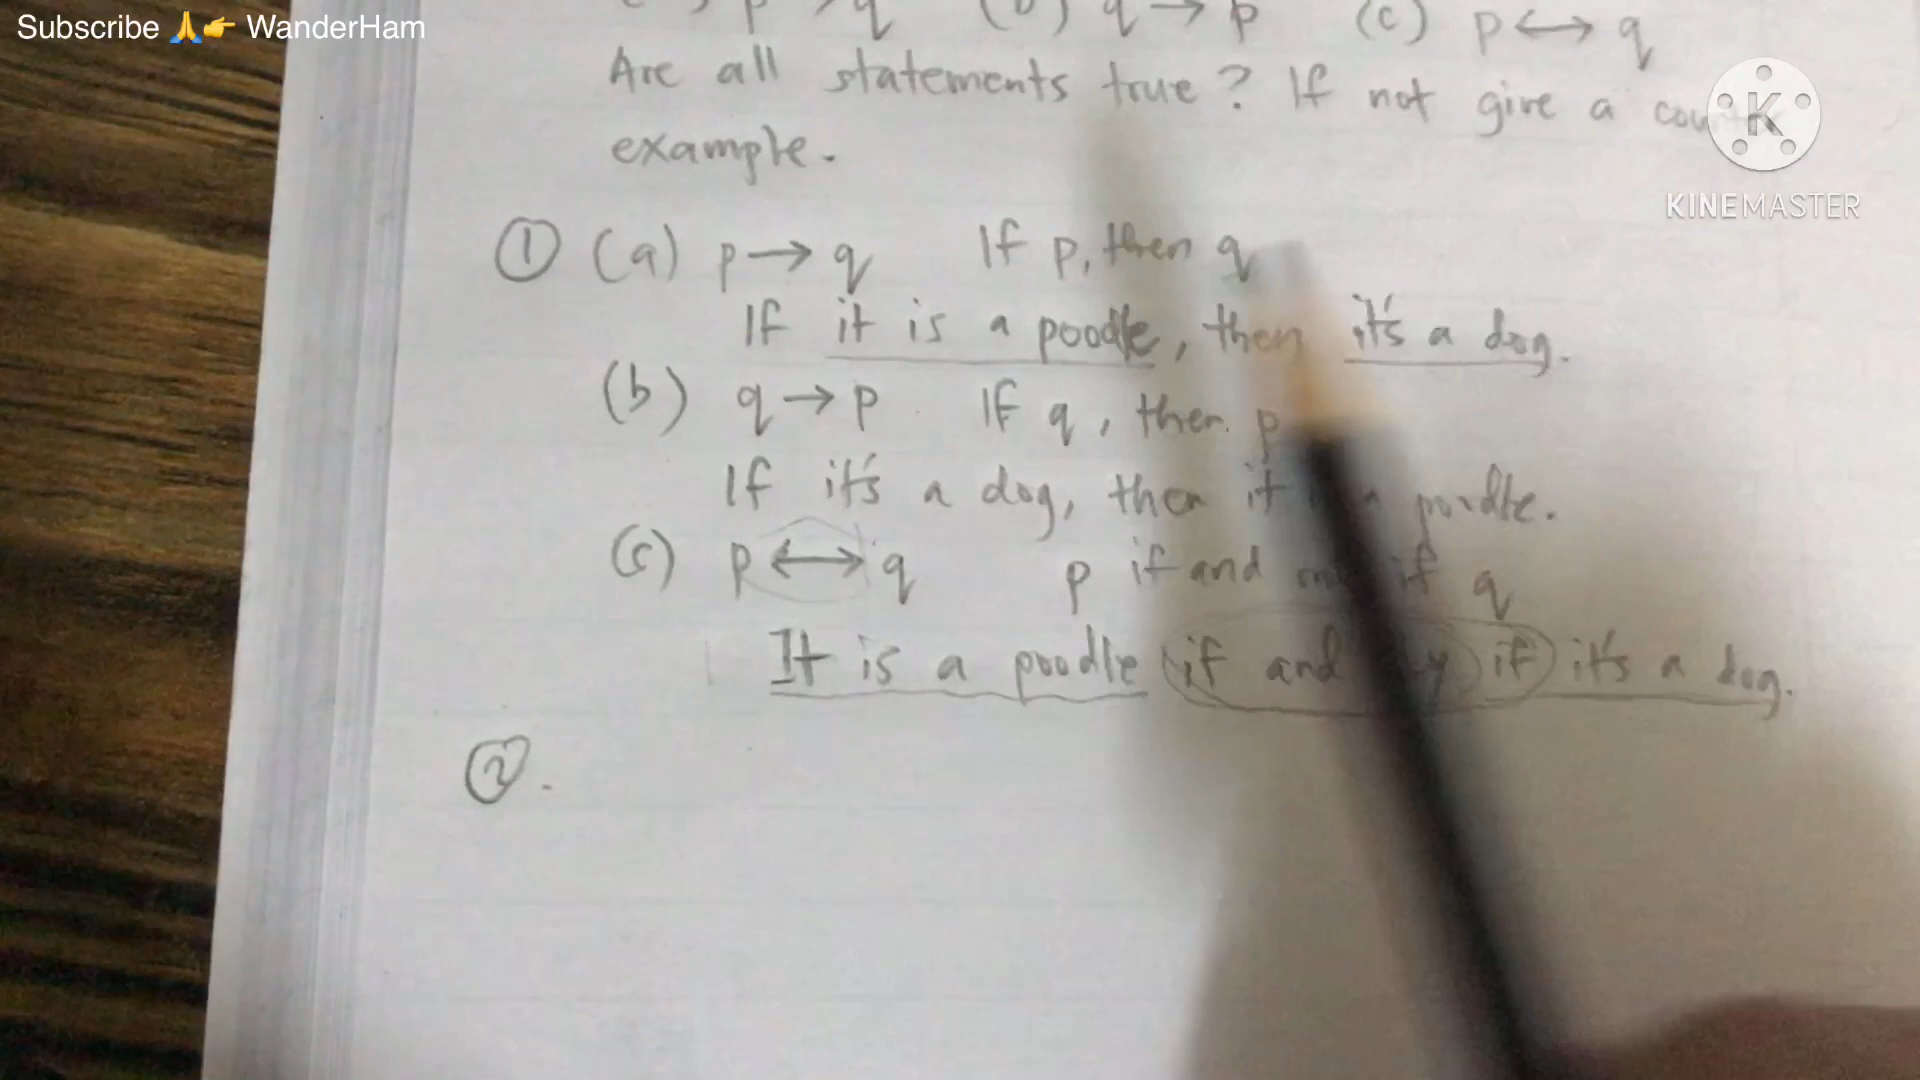 Subscribe 🙏👉 WanderHam
p → q (b) q → p (c) p ↔ q
Are all statements true? If not give a
example.
① (a) p → q If p, then q
If it is a poodle, then it's a dog.
(b) q → p If q, then p
If it's a dog, then it a poodle.
(c) p ↔ q p if and if q
It is a poodle if and if it's a dog.
②.
KINEMASTER